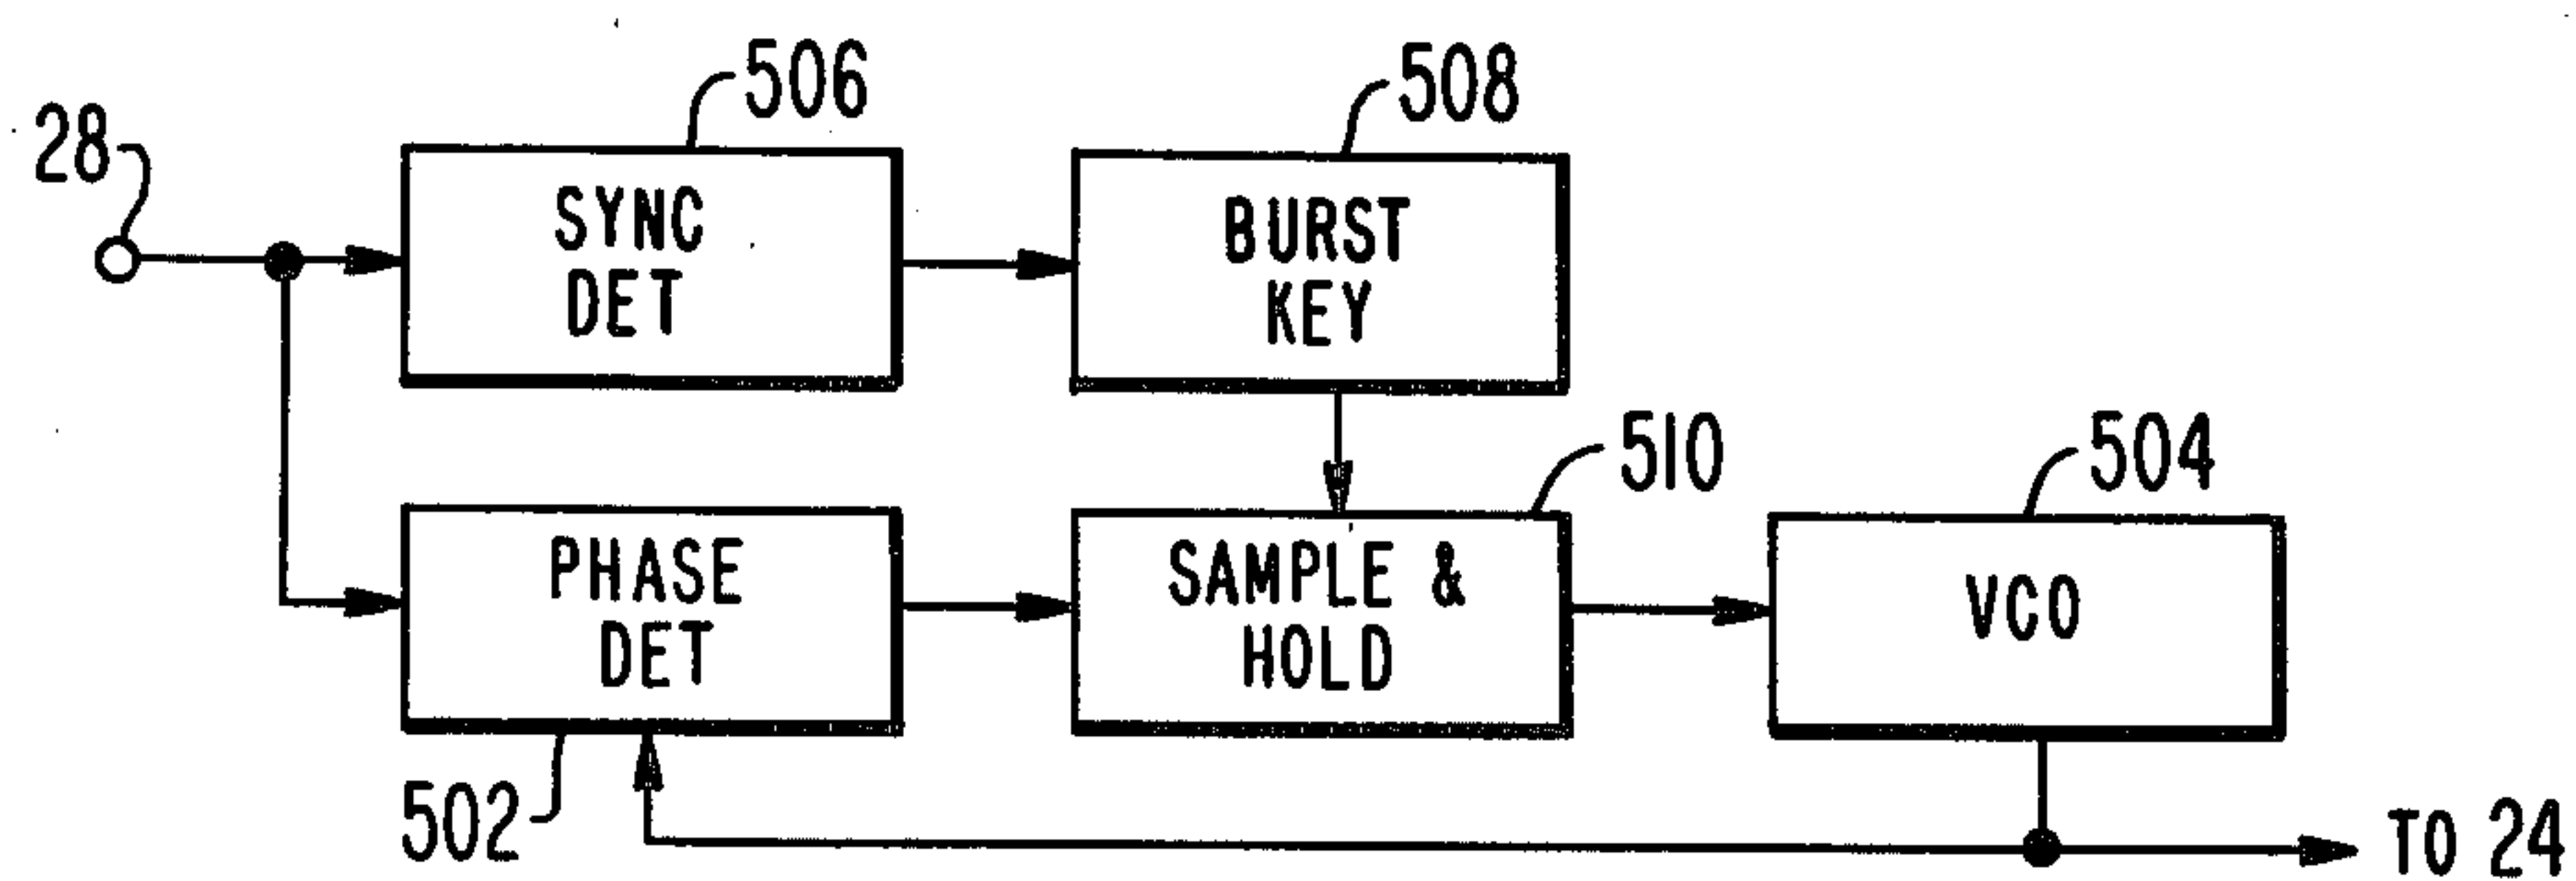 506
508
28
SYNC
DET
BURST
KEY
510
504
PHASE
DET
SAMPLE &
HOLD
VCO
502
TO 24